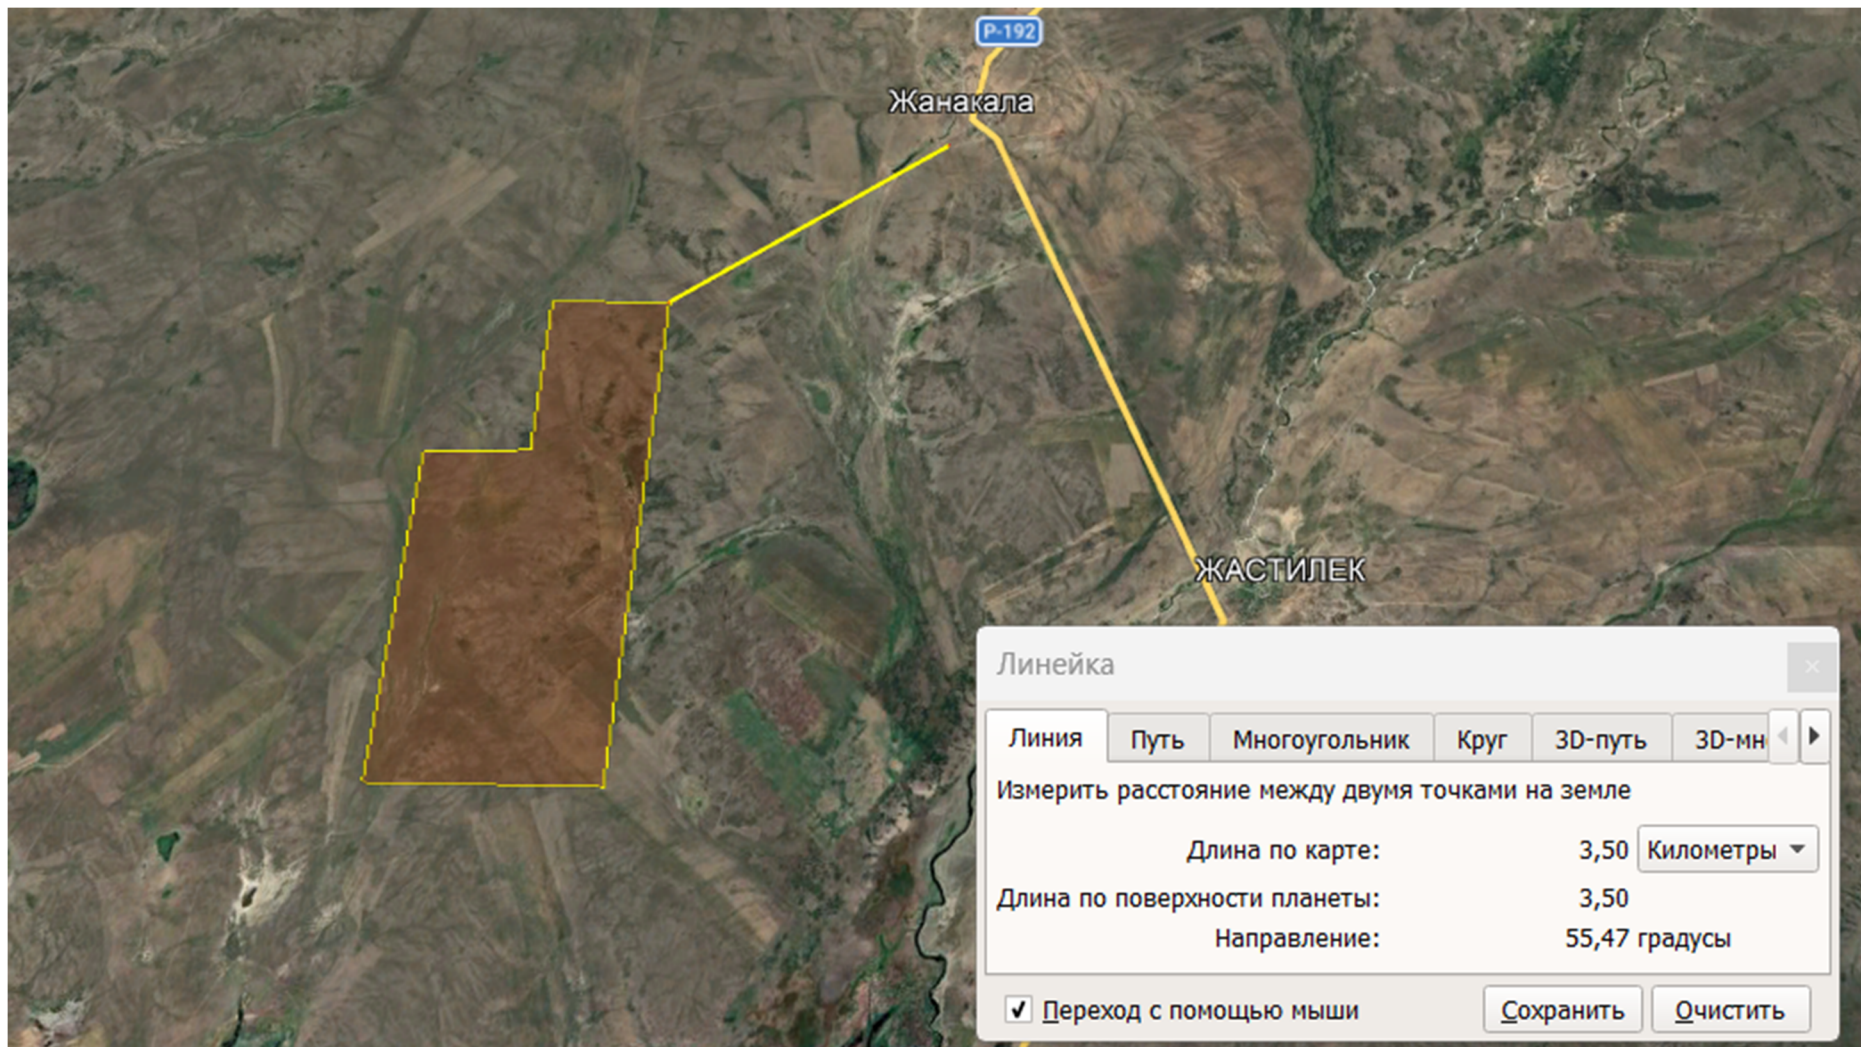 P-192
Жанакала
ЖАСТИЛЕК
Линейка
Линия Путь Многоугольник Круг 3D-путь 3D-мн
Измерить расстояние между двумя точками на земле
Длина по карте: 3,50 Километры
Длина по поверхности планеты: 3,50
Направление: 55,47 градусы
Переход с помощью мыши Сохранить Очистить